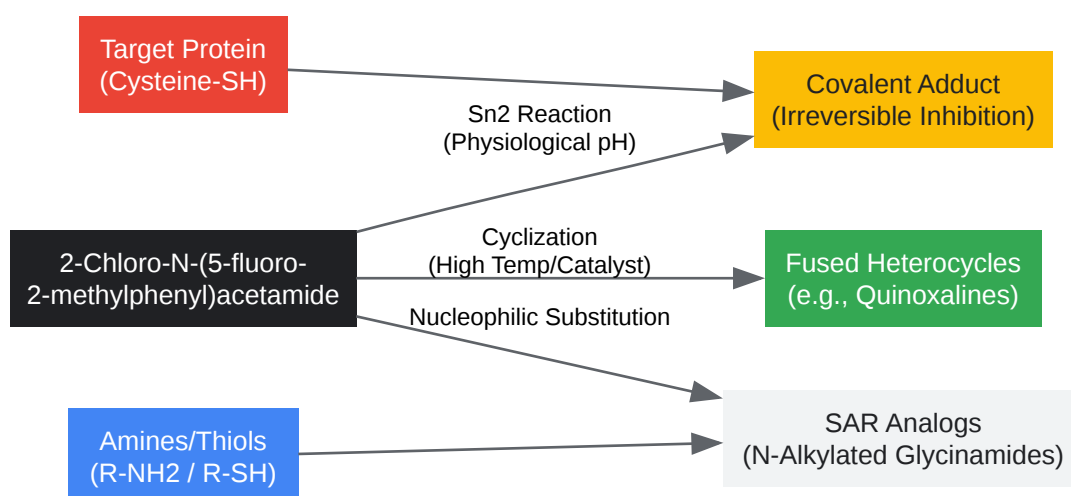 Target Protein
(Cysteine-SH)
Covalent Adduct
(Irreversible Inhibition)
Sn2 Reaction
(Physiological pH)
2-Chloro-N-(5-fluoro-
2-methylphenyl)acetamide
Cyclization
(High Temp/Catalyst)
Fused Heterocycles
(e.g., Quinoxalines)
Nucleophilic Substitution
Amines/Thiols
(R-NH2 / R-SH)
SAR Analogs
(N-Alkylated Glycinamides)